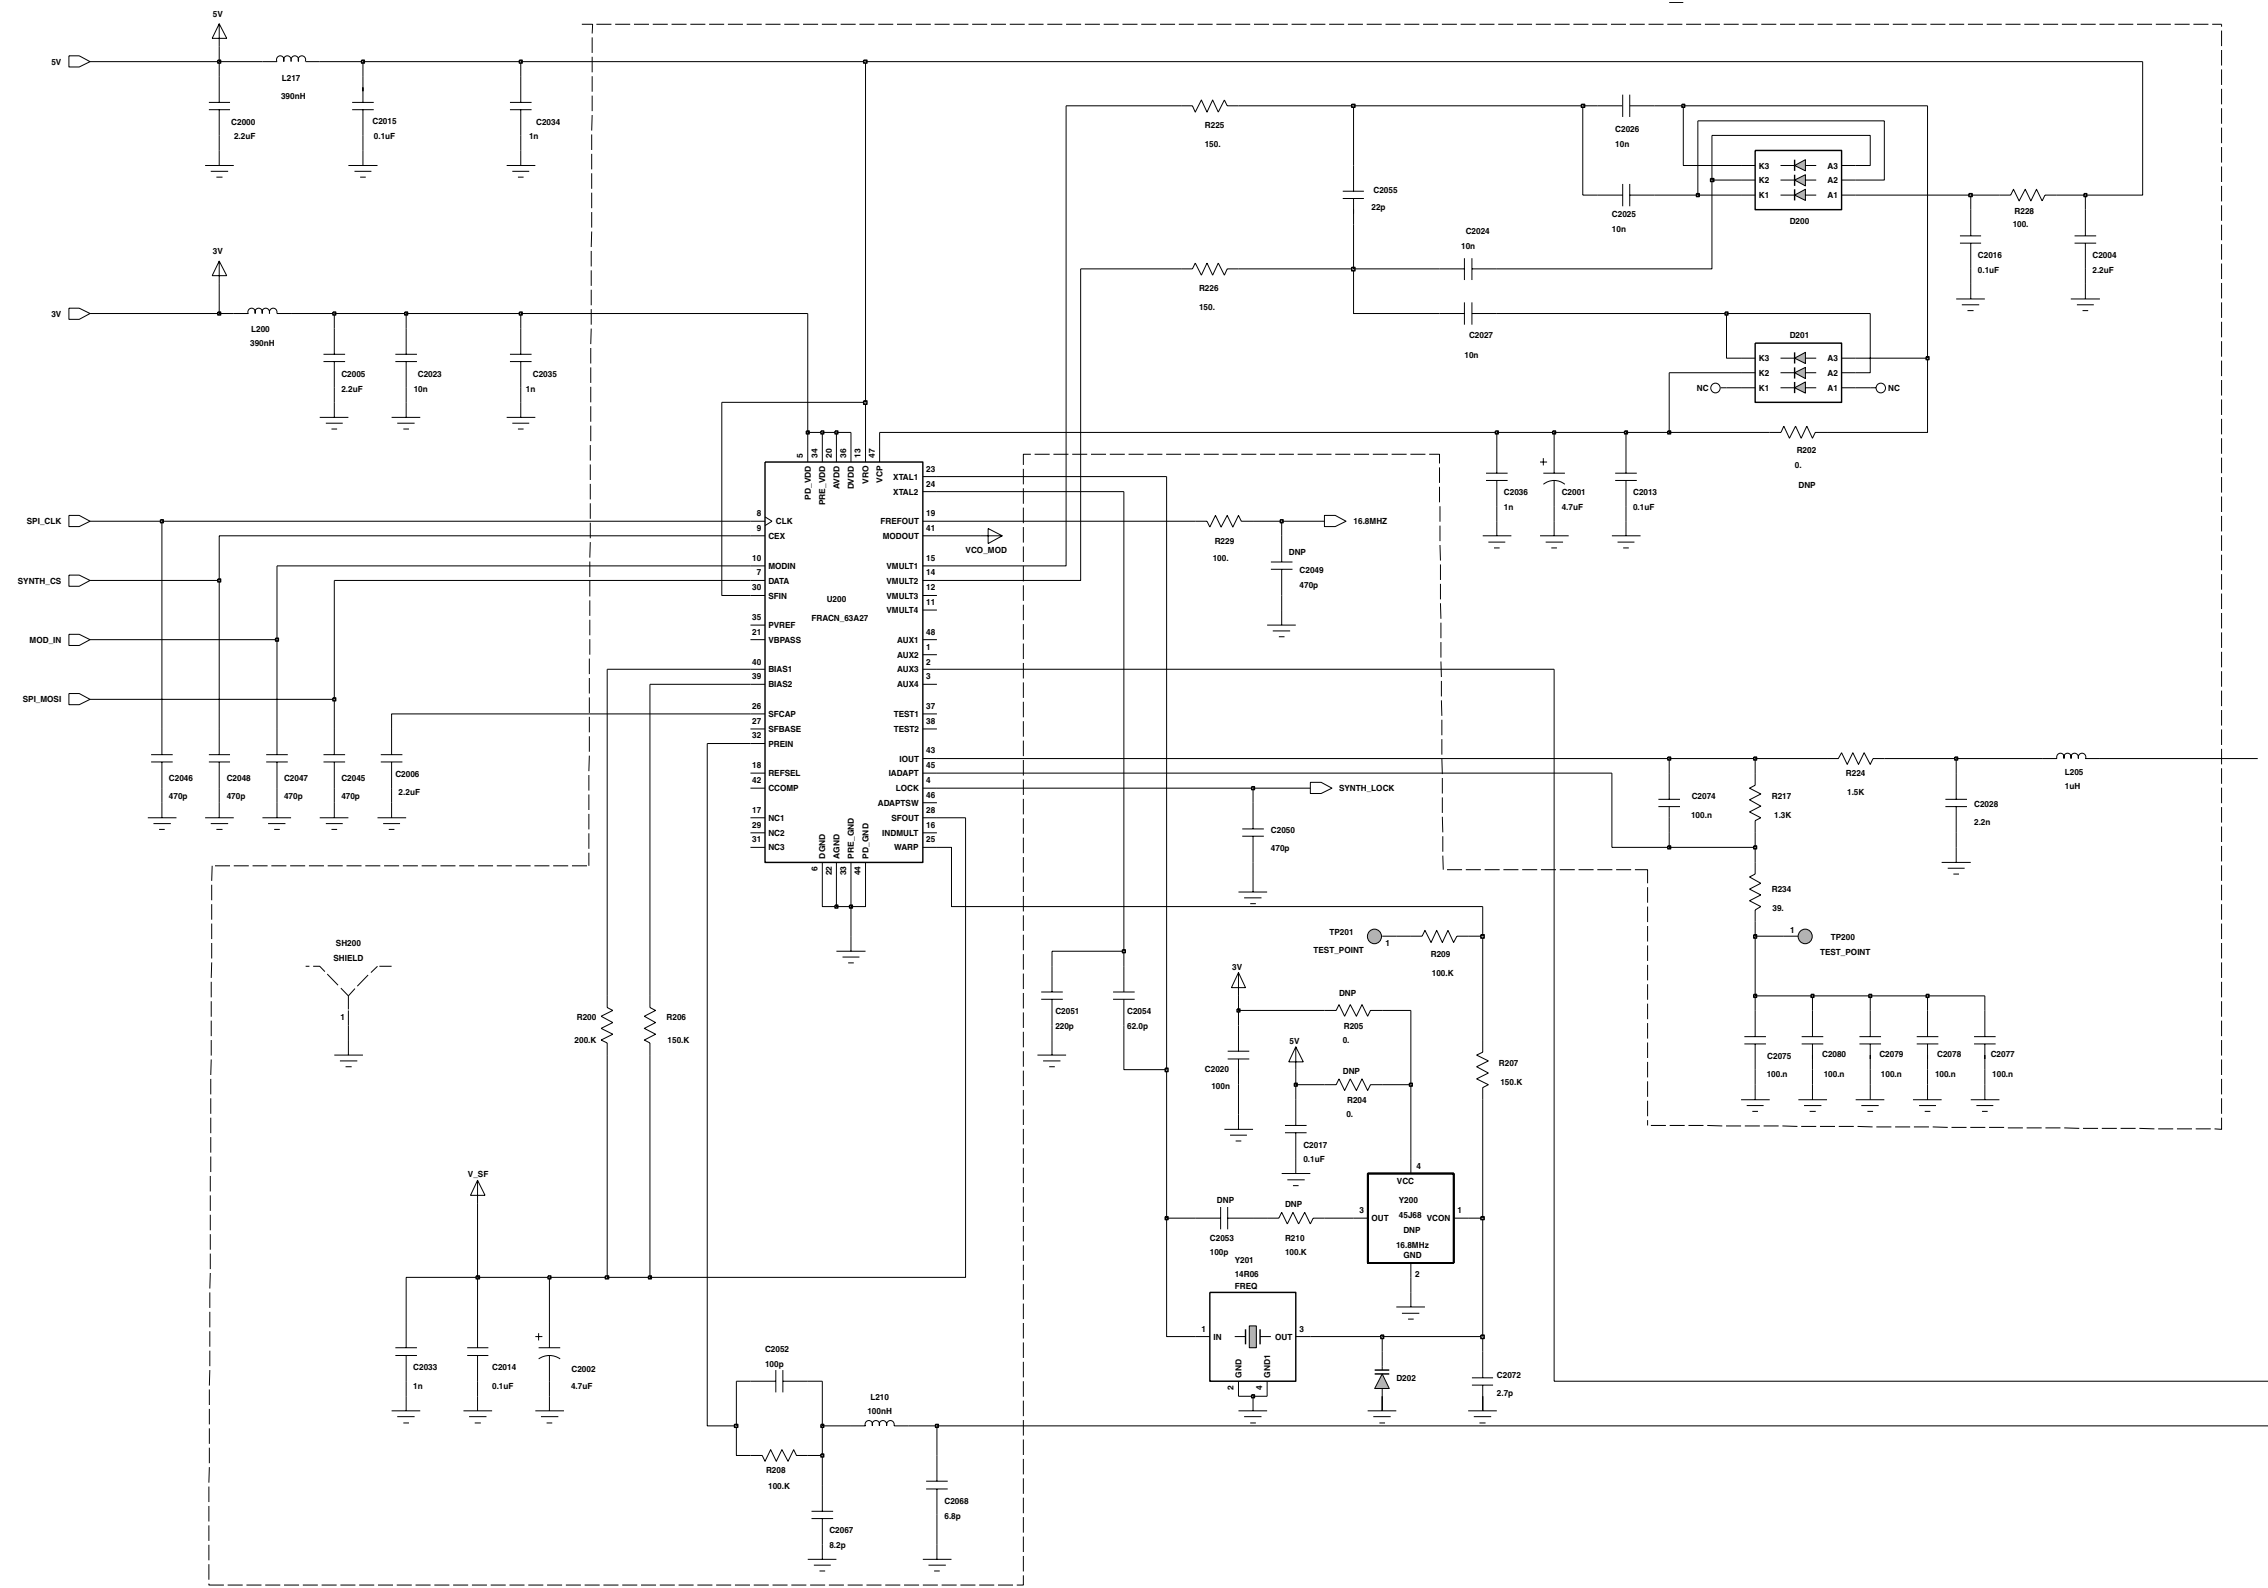 5V
5V
L217
390nH
C2000
2.2uF
C2015
0.1uF
C2034
1n
R225
150.
C2026
10n
C2055
22p
C2025
10n
K3
A3
K2
A2
K1
A1
D200
R228
100.
C2016
0.1uF
C2004
2.2uF
C2024
10n
R226
150.
C2027
10n
3V
3V
L200
390nH
C2005
2.2uF
C2023
10n
C2035
1n
D201
K3
A3
K2
A2
NC
K1
A1
NC
R202
0.
DNP
C2036
1n
+
C2001
4.7uF
C2013
0.1uF
5
34
20
36
13
47
PD_VDD
PRE_VDD
AVDD
DVDD
VRO
VCP
SPI_CLK
SYNTH_CS
MOD_IN
SPI_MOSI
8
CLK
9
CEX
10
MODIN
7
DATA
30
SFIN
35
PVREF
21
VBPASS
40
BIAS1
39
BIAS2
26
SFCAP
27
SFBASE
32
PREIN
18
REFSEL
42
CCOMP
17
NC1
29
NC2
31
NC3
U200
FRACN_63A27
XTAL1
23
XTAL2
24
FREFOUT
19
MODOUT
41
VMULT1
15
VMULT2
14
VMULT3
12
VMULT4
11
AUX1
48
AUX2
1
AUX3
2
AUX4
3
TEST1
37
TEST2
38
IOUT
43
IADAPT
45
LOCK
4
ADAPTSW
46
SFOUT
28
INDMULT
16
WARP
25
DGND
AGND
PRE_GND
PD_GND
6
22
33
44
VCO_MOD
R229
100.
16.8MHZ
DNP
C2049
470p
C2046
470p
C2048
470p
C2047
470p
C2045
470p
C2006
2.2uF
SYNTH_LOCK
C2050
470p
C2074
100.n
R217
1.3K
R224
1.5K
C2028
2.2n
L205
1uH
R234
39.
1
TP200
TEST_POINT
C2075
100.n
C2080
100.n
C2079
100.n
C2078
100.n
C2077
100.n
SH200
SHIELD
1
R200
200.K
R206
150.K
C2051
220p
C2054
62.0p
TP201
TEST_POINT
1
R209
100.K
3V
DNP
R205
0.
C2020
100n
5V
DNP
R204
0.
C2017
0.1uF
R207
150.K
4
VCC
Y200
45J68
DNP
16.8MHz
GND
3
OUT
VCON
1
2
DNP
C2053
100p
DNP
R210
100.K
Y201
14R06
FREQ
1
IN
OUT
3
GND
GND1
2
4
D202
C2072
2.7p
V_SF
C2033
1n
C2014
0.1uF
+
C2002
4.7uF
C2052
100p
R208
100.K
L210
100nH
C2067
8.2p
C2068
6.8p